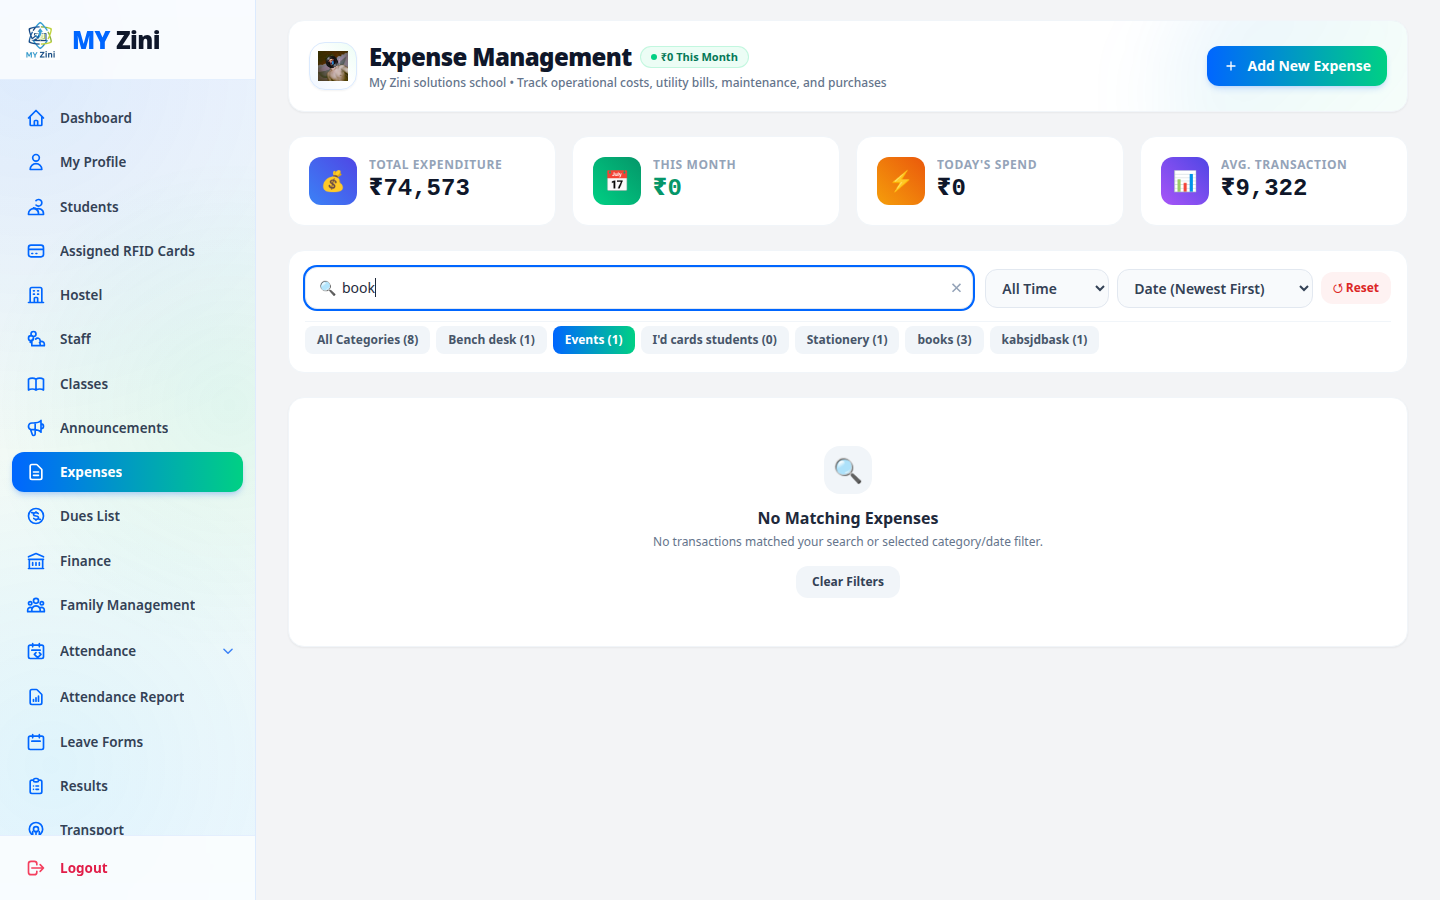 MY Zini
MY Zini
Dashboard
My Profile
Students
Assigned RFID Cards
Hostel
Staff
Classes
Announcements
Expenses
Dues List
Finance
Family Management
Attendance
Attendance Report
Leave Forms
Results
Transport
Logout
Expense Management
₹0 This Month
My Zini solutions school • Track operational costs, utility bills, maintenance, and purchases
+ Add New Expense
TOTAL EXPENDITURE
₹74,573
July
17
THIS MONTH
₹0
TODAY'S SPEND
₹0
AVG. TRANSACTION
₹9,322
book
All Time
Date (Newest First)
Reset
All Categories (8)
Bench desk (1)
Events (1)
I'd cards students (0)
Stationery (1)
books (3)
kabsjdbask (1)
No Matching Expenses
No transactions matched your search or selected category/date filter.
Clear Filters